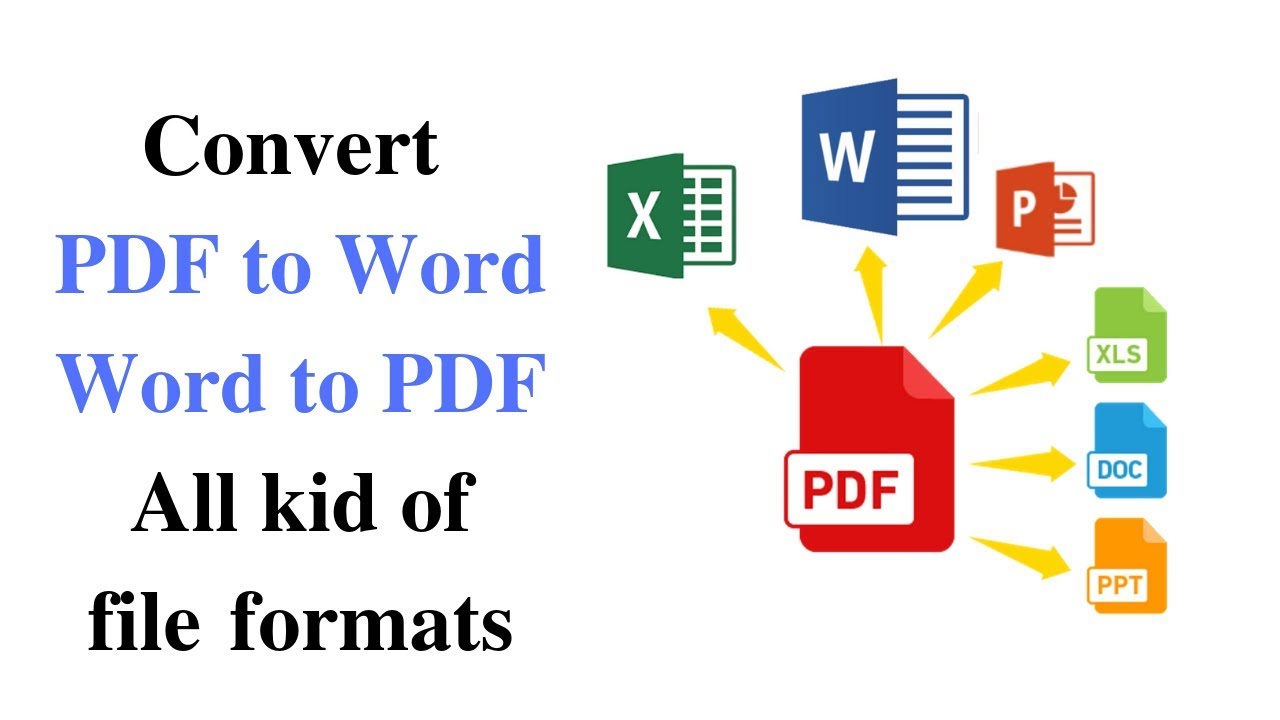 Convert
PDF to Word
Word to PDF
All kid of
file formats
X
W
P
XLS
PDF
DOC
PPT